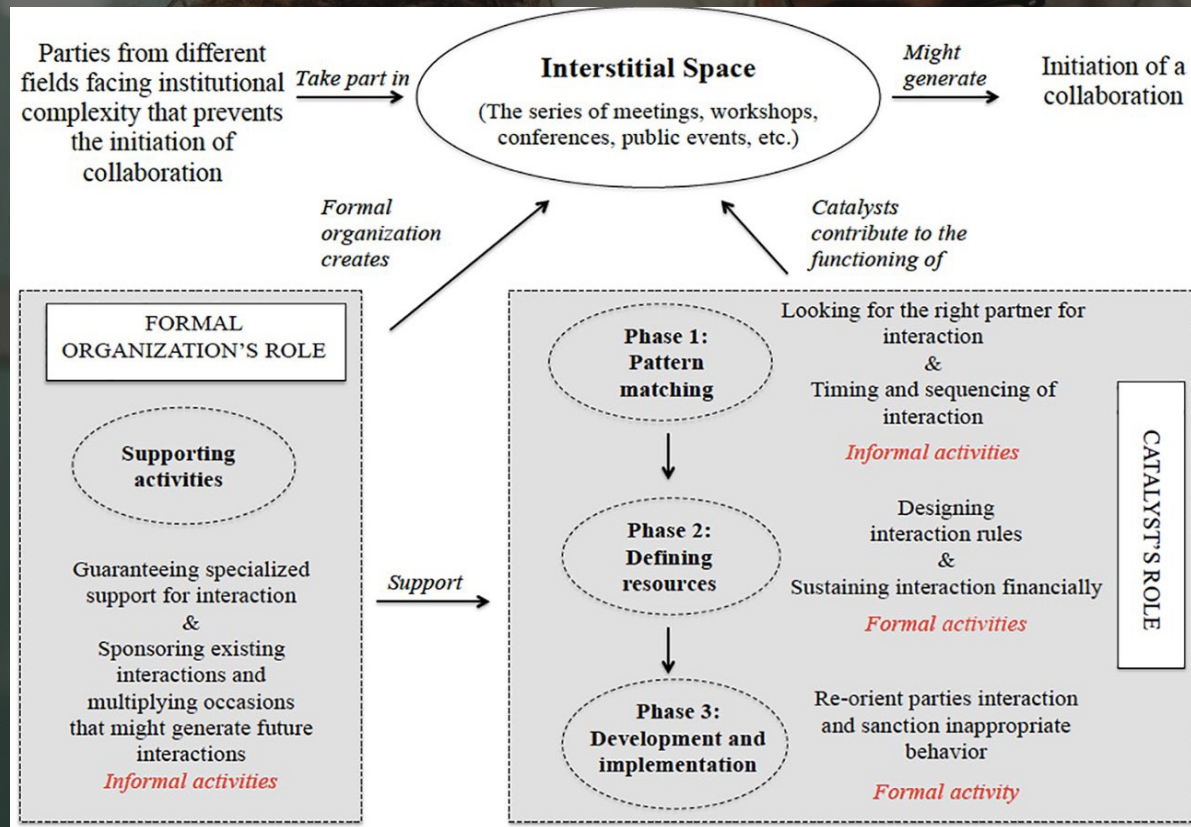 Parties from different
fields facing institutional
complexity that prevents
the initiation of
collaboration
Take part in
Interstitial Space
(The series of meetings, workshops,
conferences, public events, etc.)
Might
generate
Initiation of a
collaboration
Formal
organization
creates
Catalysts
contribute to the
functioning of
FORMAL
ORGANIZATION'S ROLE
Supporting
activities
Guaranteeing specialized
support for interaction
&
Sponsoring existing
interactions and
multiplying occasions
that might generate future
interactions
Informal activities
Support
Phase 1:
Pattern
matching
Looking for the right partner for
interaction
&
Timing and sequencing of
interaction
Informal activities
Phase 2:
Defining
resources
Designing
interaction rules
&
Sustaining interaction financially
Formal activities
Phase 3:
Development and
implementation
Re-orient parties interaction
and sanction inappropriate
behavior
Formal activity
CATALYST'S ROLE